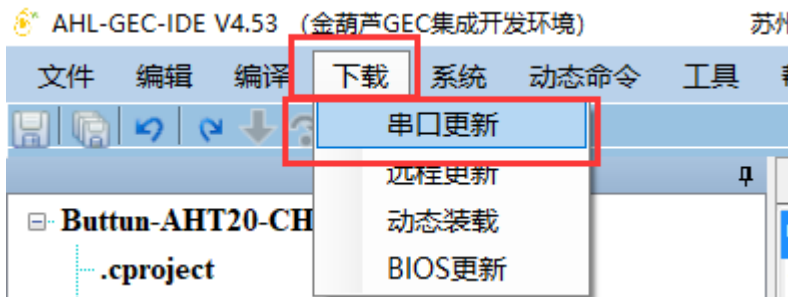 AHL-GEC-IDE V4.53 （金葫芦GEC集成开发环境） 苏
文件 编辑 编译 下载 系统 动态命令 工具
串口更新
远程更新
动态装载
BIOS更新
Buttun-AHT20-CH
.cproject